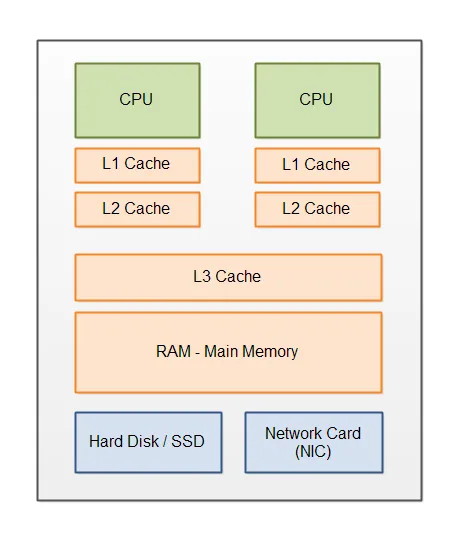 CPU
CPU
L1 Cache
L1 Cache
L2 Cache
L2 Cache
L3 Cache
RAM - Main Memory
Hard Disk / SSD
Network Card
(NIC)